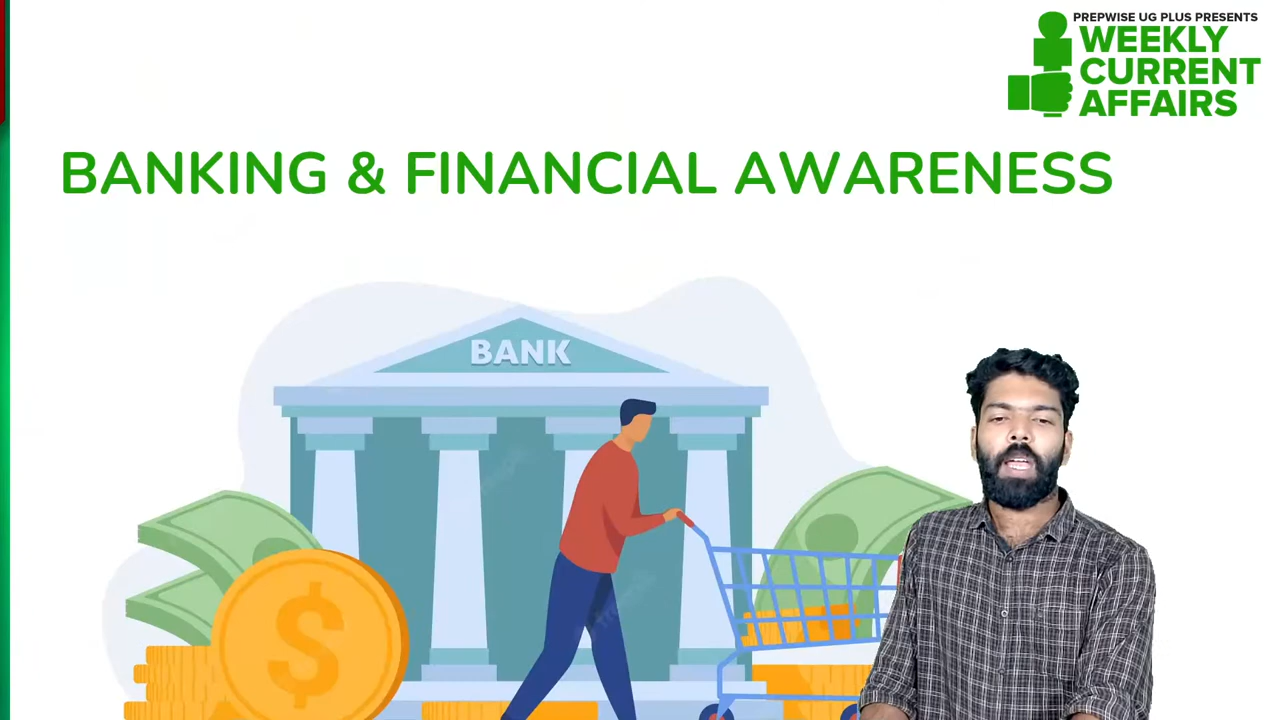 PREPWISE UG PLUS PRESENTS
WEEKLY
CURRENT
AFFAIRS
BANKING & FINANCIAL AWARENESS
BANK
$